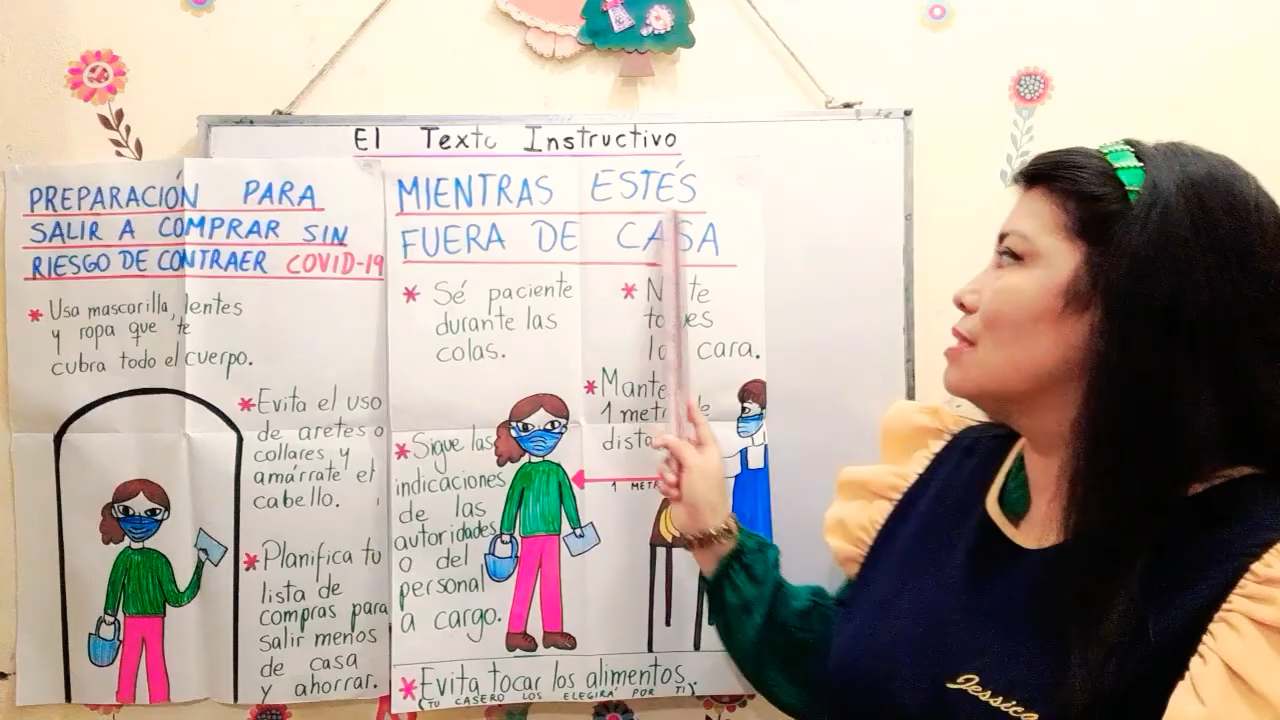 El Texto Instructivo
PREPARACIÓN PARA
SALIR A COMPRAR SIN
RIESGO DE CONTRAER COVID-19
* Usa mascarilla, lentes
y ropa que te
cubra todo el cuerpo.
* Evita el uso
de aretes o
collares y
amárrate el
cabello.
* Planifica tu
lista de
compras para
salir menos
de casa
y ahorrar.
MIENTRAS ESTÉS
FUERA DE CASA
* Sé paciente
durante las
colas.
* Sigue las
indicaciones
de las
autoridades
o del
personal
a cargo.
* te
cara.
*
1
1
* Evita tocar los alimentos.
(TU CASERO LOS ELEGIRÁ POR TI)
Jessica